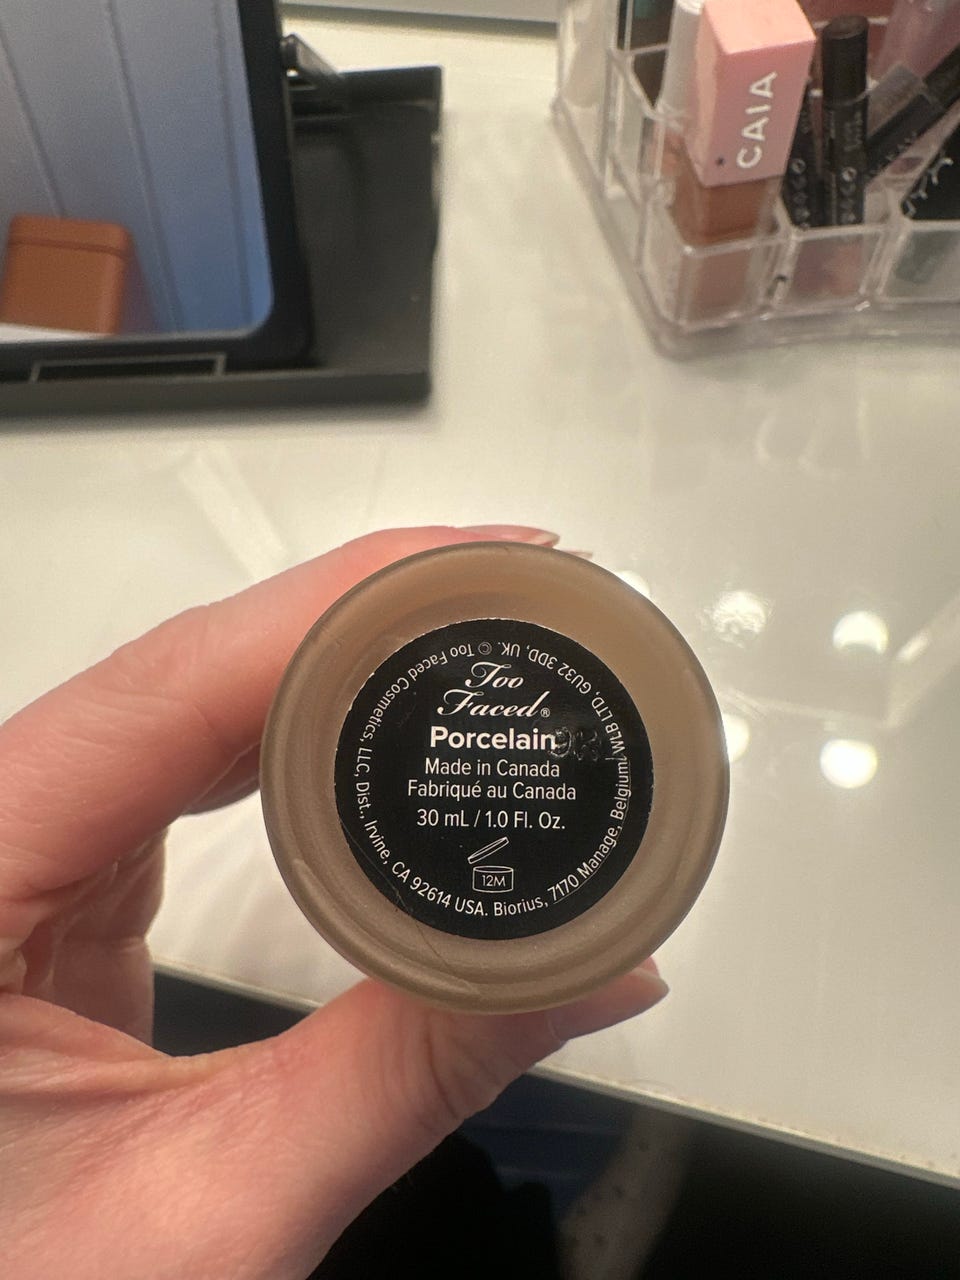 CAIA
Too
Faced®
Porcelain
Made in Canada
Fabriqué au Canada
30 mL / 1.0 Fl. Oz.
12M
© Too Faced Cosmetics, LLC, Dist., Irvine, CA 92614 USA. Biorius, 7170 Manage, Belgium. WLB LTD, GU32 3DD, UK.